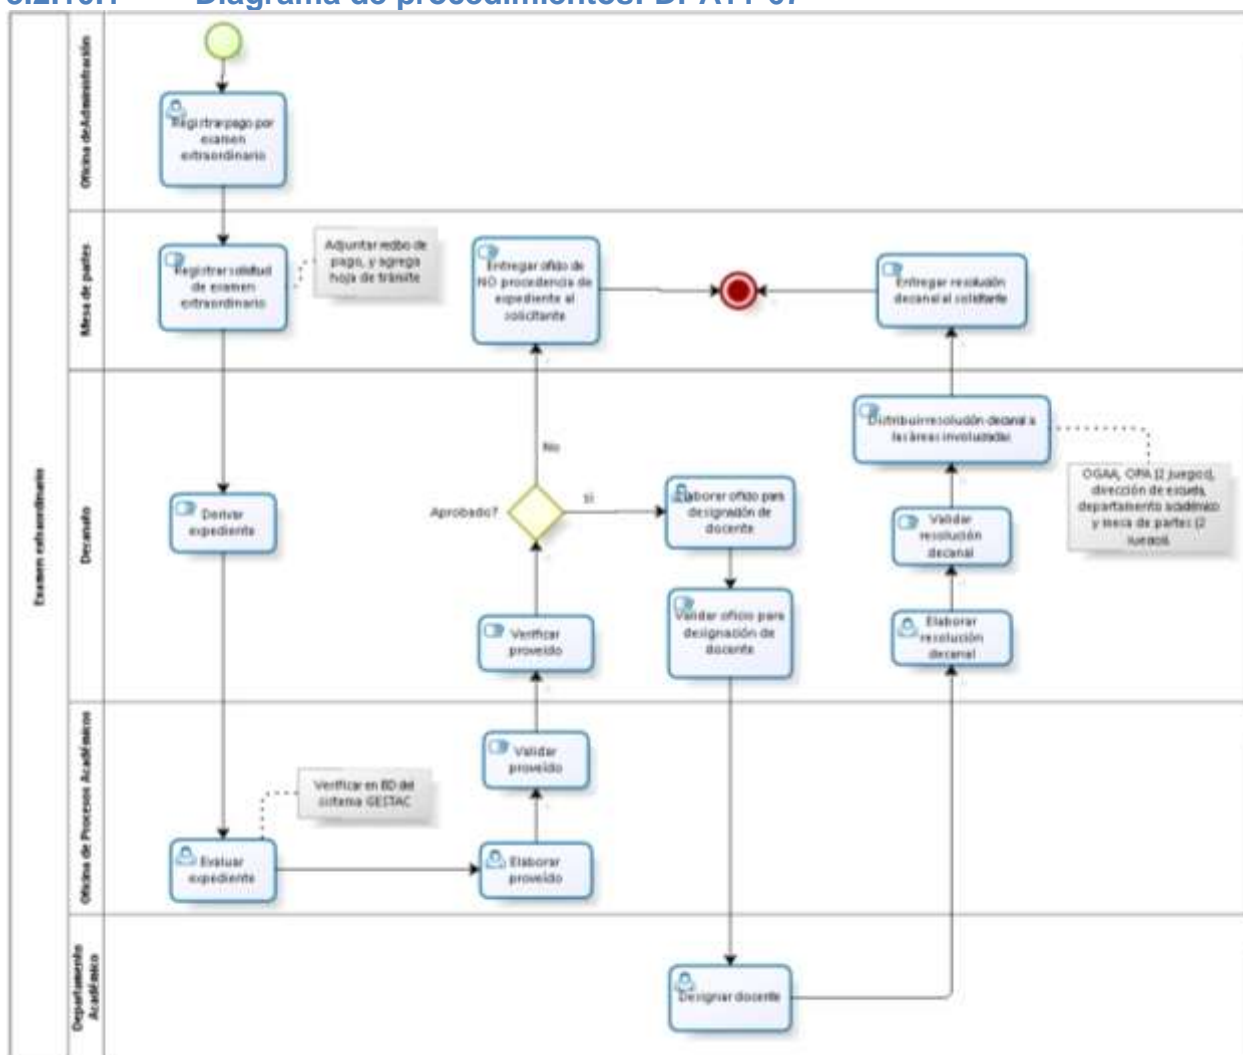 Diagrama de procedimientos:
Examen extraordinario
Oficina de Administración
Registrar pago por
examen
extraordinario
Mesa de partes
Registrar solicitud
de examen
extraordinario
Adjuntar recibo de
pago, y agrega
hoja de trámite
Entregar oficio de
NO procedencia de
expediente al
solicitante
Entregar resolución
decanal al solicitante
Decanato
Derivar
expediente
Verificar
proveído
Aprobado?
No
Sí
Elaborar oficio para
designación de
docente
Validar oficio para
designación de
docente
Distribuir resolución decanal a
las áreas involucradas
OGAA, OPA (2 juegos),
dirección de escuela,
departamento académico
y mesa de partes (2
juegos).
Validar
resolución
decanal
Elaborar
resolución
decanal
Oficina de Procesos Académicos
Evaluar
expediente
Verificar en BD del
sistema GESTAC
Elaborar
proveído
Validar
proveído
Departamento
Académico
Designar docente